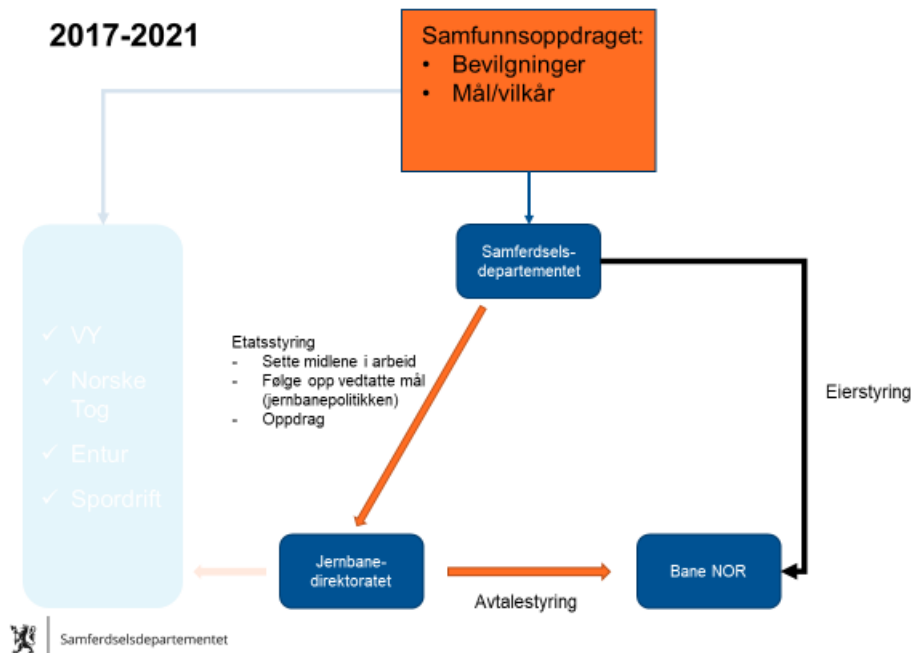 2017-2021
Samfunnsoppdraget:
• Bevilgninger
• Mål/vilkår
Samferdsels-
departementet
✓ VY
✓ Norske
Tog
✓ Entur
✓ Spordrift
Etatsstyring
- Sette midlene i arbeid
- Følge opp vedtatte mål
(jernbanepolitikken)
- Oppdrag
Eierstyring
Jernbane-
direktoratet
Avtalestyring
Bane NOR
Samferdselsdepartementet